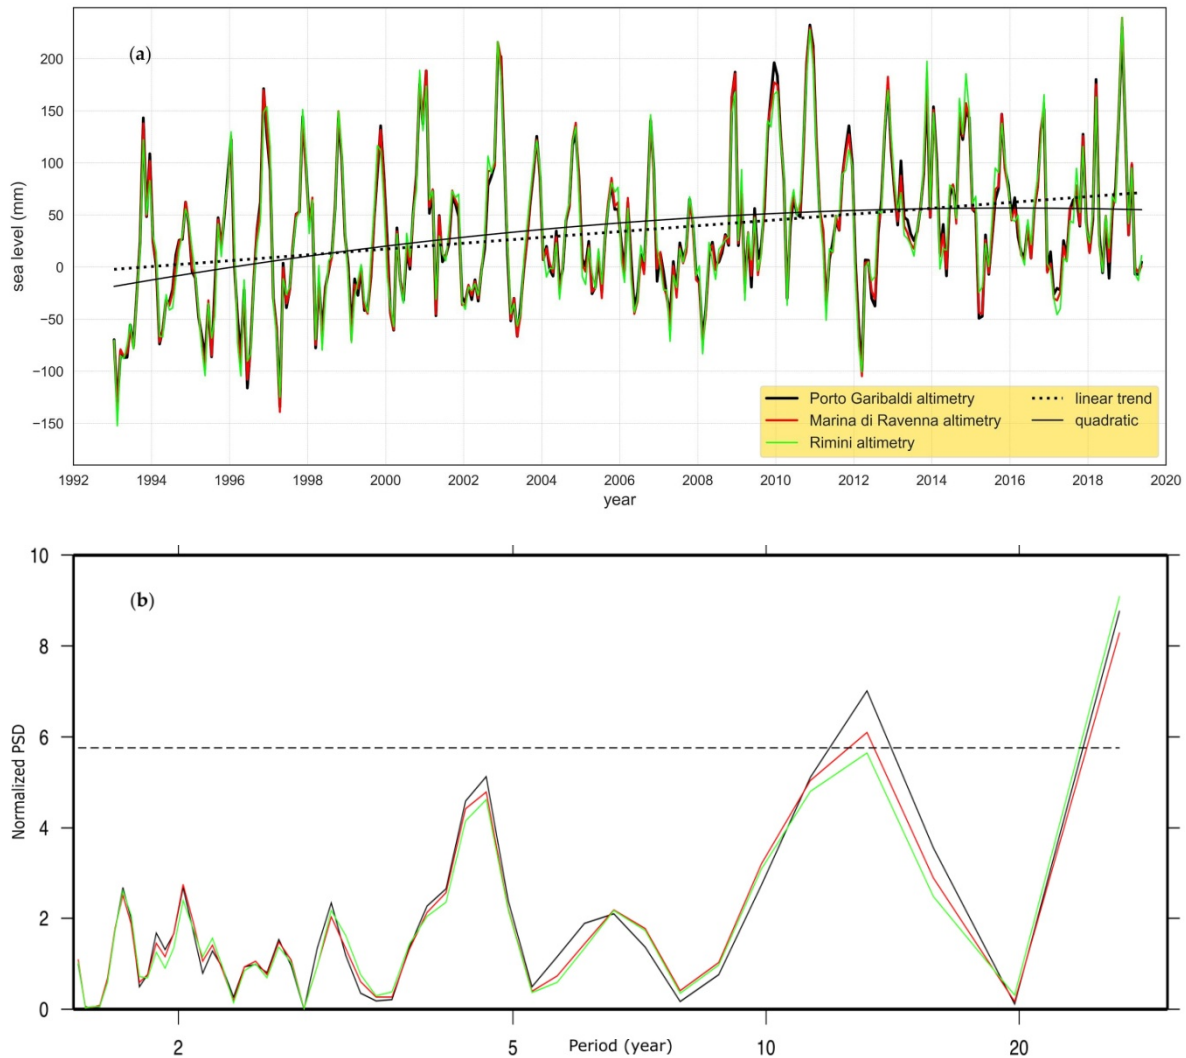 (a)
200
150
100
50
0
−50
−100
−150
sea level (mm)
Porto Garibaldi altimetry
Marina di Ravenna altimetry
Rimini altimetry
linear trend
quadratic
1992 1994 1996 1998 2000 2002 2004 2006 2008 2010 2012 2014 2016 2018 2020
year
(b)
10
8
6
4
2
0
Normalized PSD
2 5 10 20
Period (year)